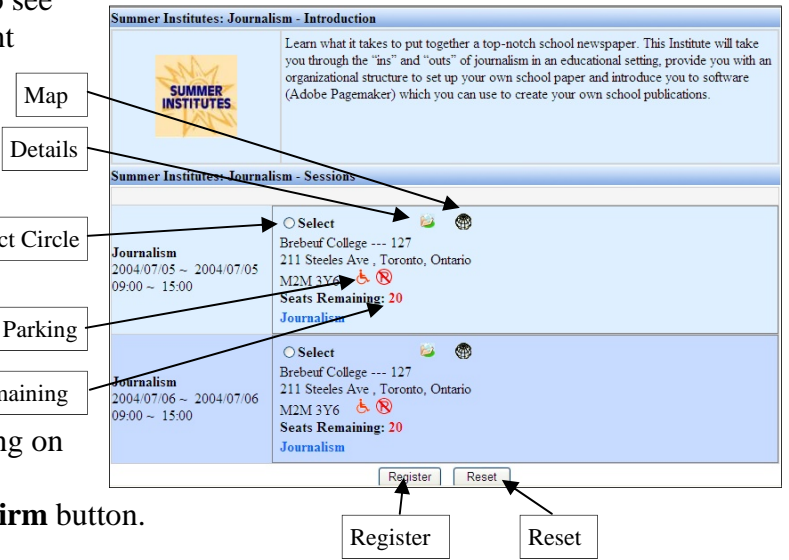 see
nt
Map
Details
ct Circle
Parking
maining
ng on
irm button.
Summer Institutes: Journalism - Introduction
SUMMER
INSTITUTES
Learn what it takes to put together a top-notch school newspaper. This Institute will take
you through the "ins" and "outs" of journalism in an educational setting, provide you with an
organizational structure to set up your own school paper and introduce you to software
(Adobe Pagemaker) which you can use to create your own school publications.
Summer Institutes: Journalism - Sessions
Journalism
2004/07/05 ~ 2004/07/05
09:00 ~ 15:00
Select
Brebeuf College --- 127
211 Steeles Ave , Toronto, Ontario
M2M 3Y6
Seats Remaining: 20
Journalism
Journalism
2004/07/06 ~ 2004/07/06
09:00 ~ 15:00
Select
Brebeuf College --- 127
211 Steeles Ave , Toronto, Ontario
M2M 3Y6
Seats Remaining: 20
Journalism
Register Reset
Register Reset